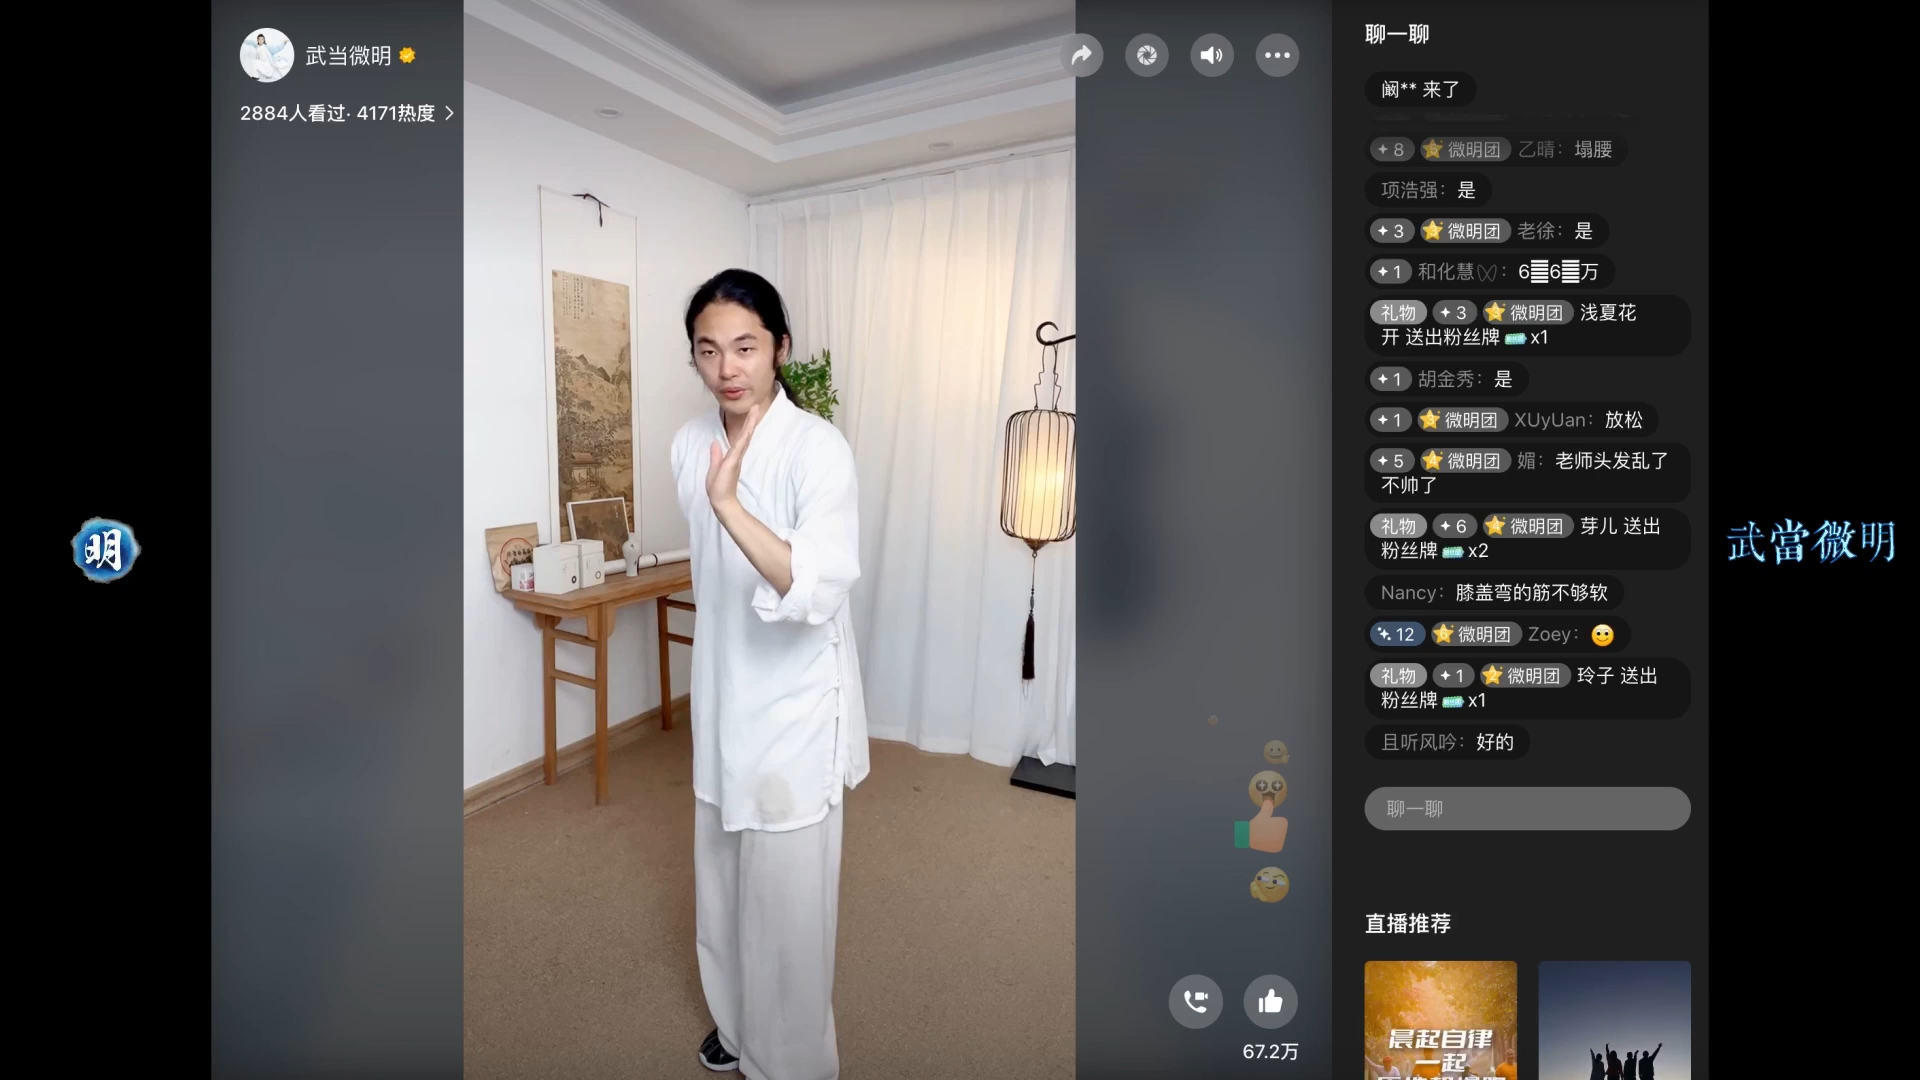 武当微明
2884人看过· 4171热度
明
67.2万
聊一聊
阚** 来了
8 微明团 乙晴：塌腰
项浩强：是
3 微明团 老徐：是
1 和化慧：6 6 万
礼物 3 微明团 浅夏花
开 送出粉丝牌 x1
1 胡金秀：是
1 微明团 XUyUan：放松
5 微明团 媚：老师头发乱了
不帅了
礼物 6 微明团 芽儿 送出
粉丝牌 x2
Nancy：膝盖弯的筋不够软
12 微明团 Zoey：
礼物 1 微明团 玲子 送出
粉丝牌 x1
且听风吟：好的
聊一聊
直播推荐
晨起自律
一起
武當微明